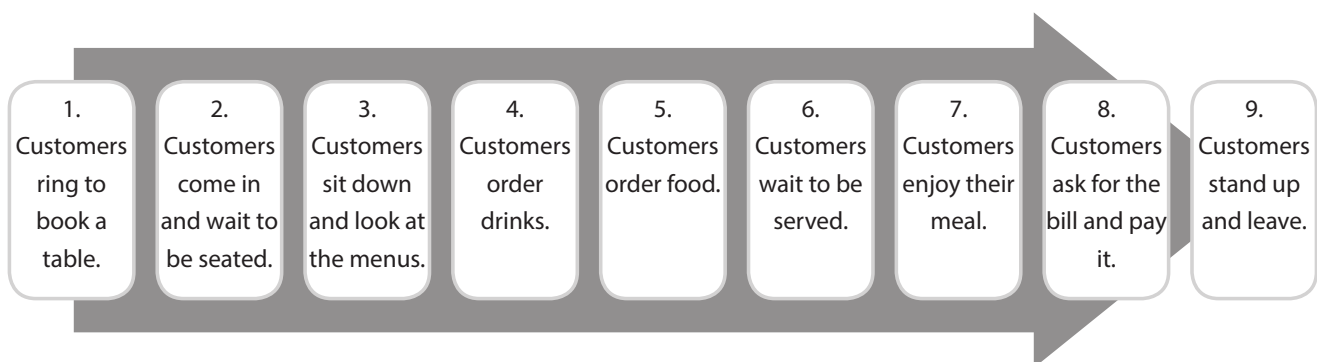 1.
Customers
ring to
book a
table.
2.
Customers
come in
and wait to
be seated.
3.
Customers
sit down
and look at
the menus.
4.
Customers
order
drinks.
5.
Customers
order food.
6.
Customers
wait to be
served.
7.
Customers
enjoy their
meal.
8.
Customers
ask for the
bill and pay
it.
9.
Customers
stand up
and leave.